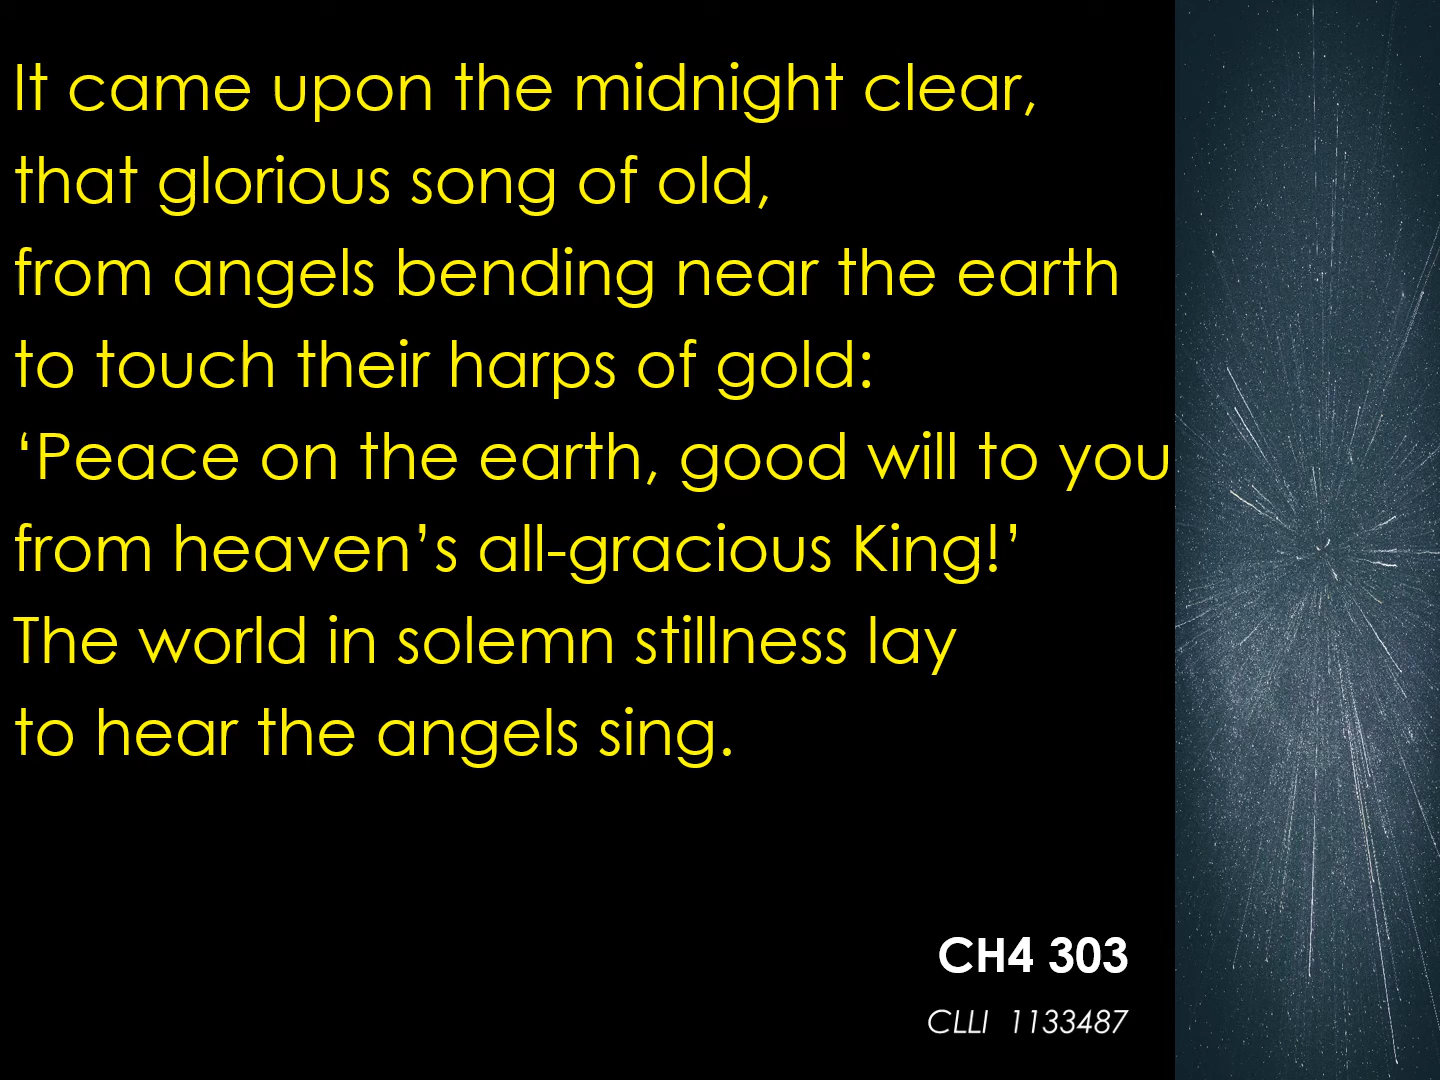 It came upon the midnight clear,
that glorious song of old,
from angels bending near the earth
to touch their harps of gold:
‘Peace on the earth, good will to you
from heaven’s all-gracious King!’
The world in solemn stillness lay
to hear the angels sing.
CH4 303
CLLI 1133487